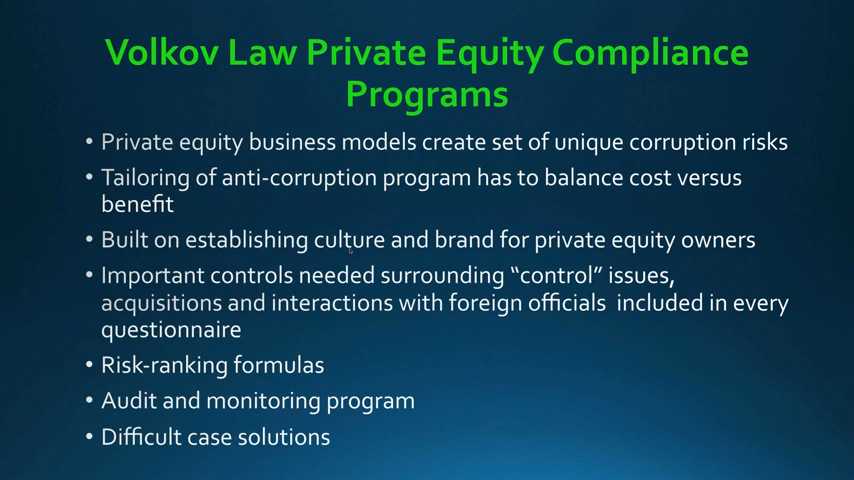 Volkov Law Private Equity Compliance
Programs
• Private equity business models create set of unique corruption risks
• Tailoring of anti-corruption program has to balance cost versus
benefit
• Built on establishing culture and brand for private equity owners
• Important controls needed surrounding “control” issues,
acquisitions and interactions with foreign officials  included in every
questionnaire
• Risk-ranking formulas
• Audit and monitoring program
• Difficult case solutions